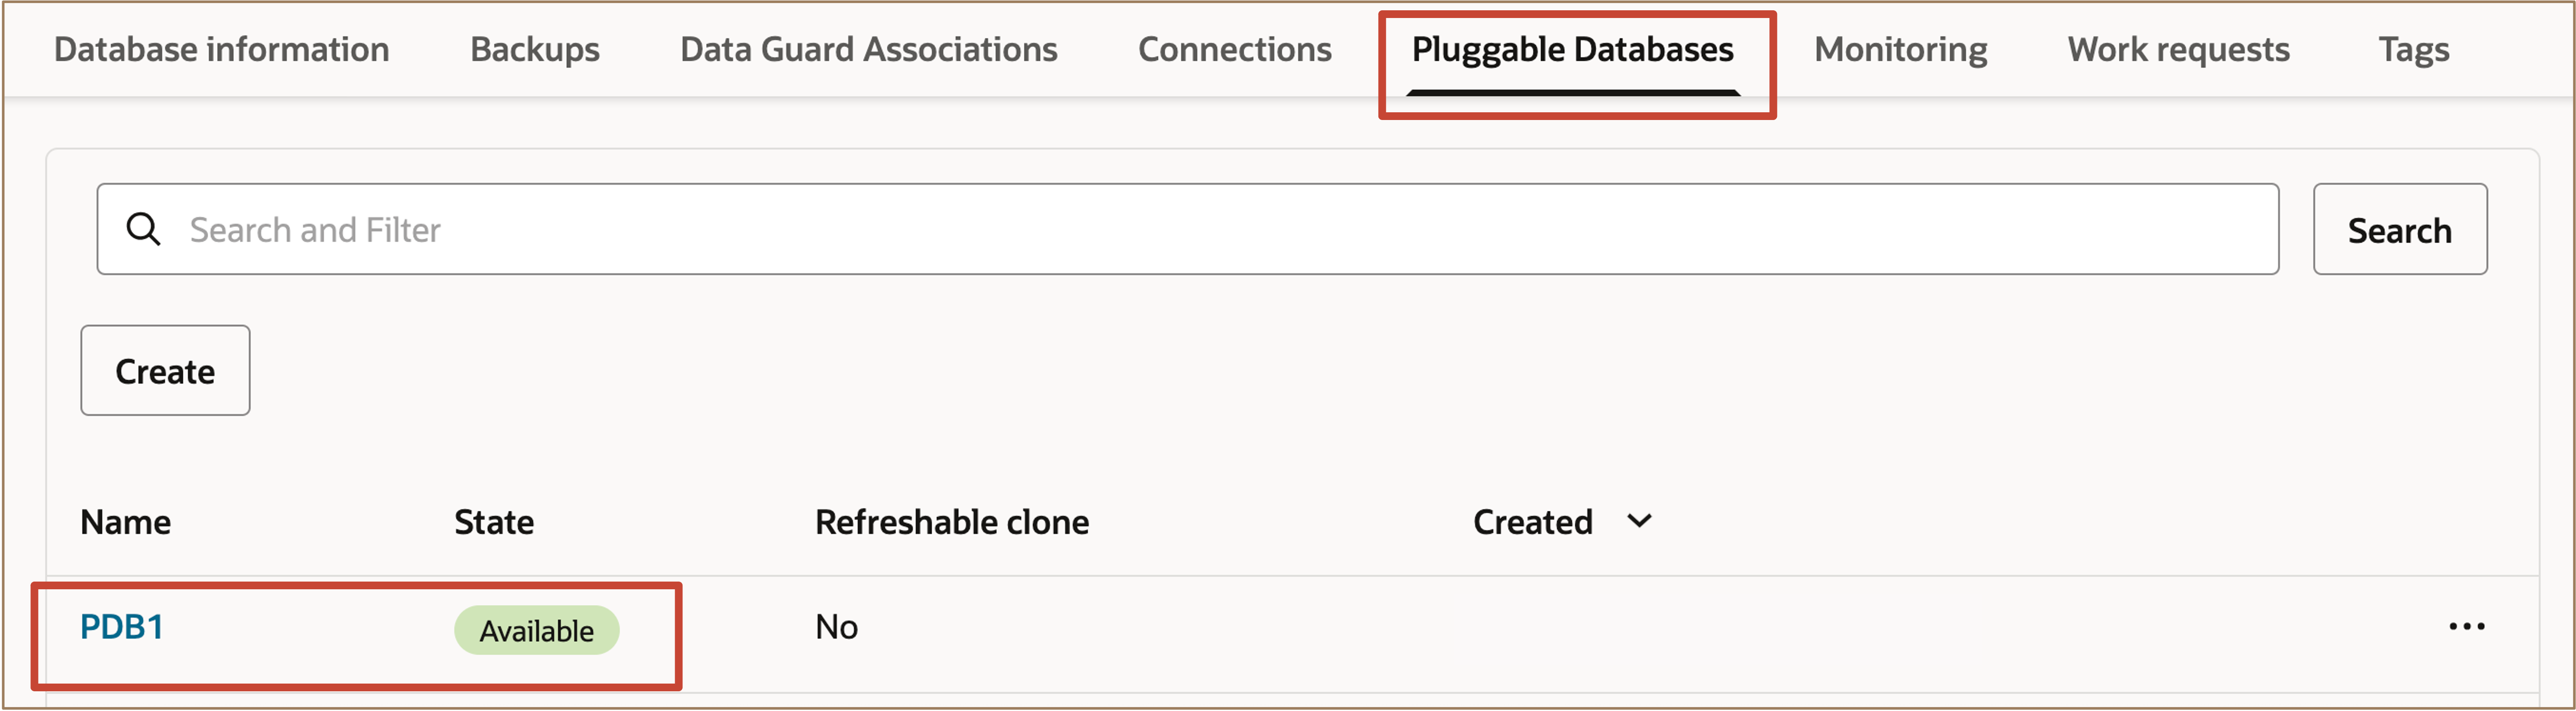 Database information Backups Data Guard Associations Connections Pluggable Databases Monitoring Work requests Tags
Search and Filter Search
Create
Name State Refreshable clone Created
PDB1 Available No ...